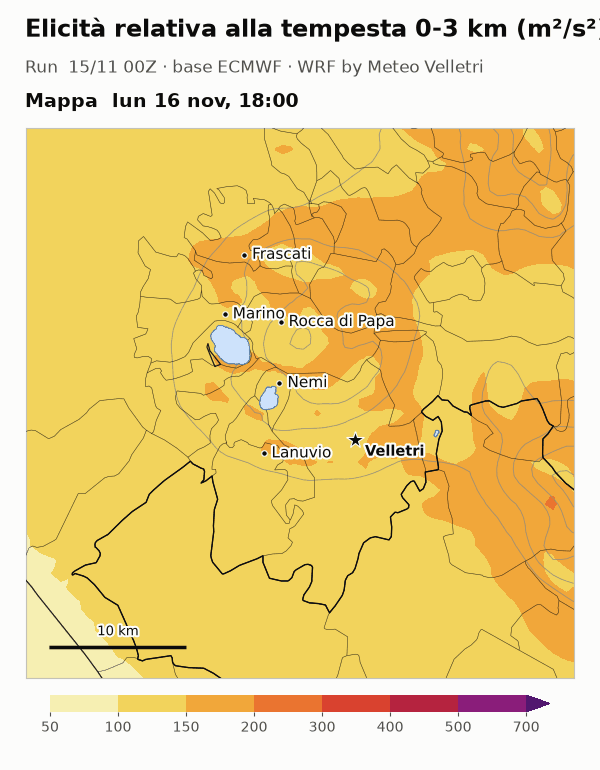 Elicità relativa alla tempesta 0-3 km (m²/s²)
Run 15/11 00Z · base ECMWF · WRF by Meteo Velletri
Mappa lun 16 nov, 18:00
Frascati
Marino
Rocca di Papa
Nemi
Velletri
Lanuvio
10 km
50 100 150 200 300 400 500 700